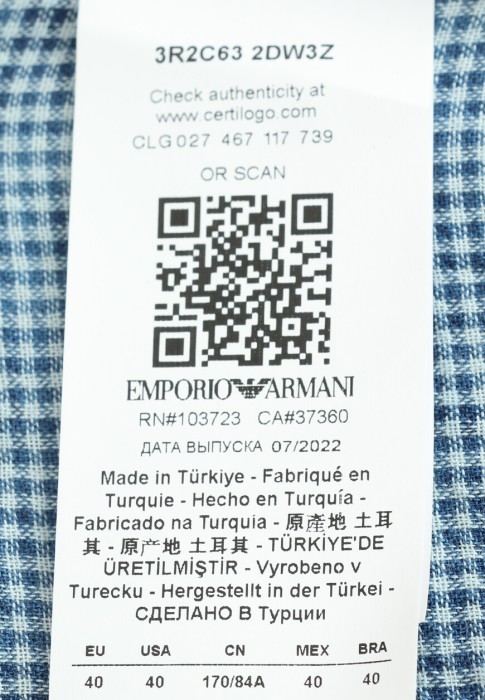 3R2C63 2DW3Z
Check authenticity at
www.certilogo.com
CLG 027 467 117 739
OR SCAN
EMPORIO ARMANI
RN#103723 CA#37360
ДАТА ВЫПУСКА 07/2022
Made in Türkiye - Fabriqué en
Turquie - Hecho en Turquía -
Fabricado na Turquia - 原產地 土耳
其 - 原产地 土耳其 - TÜRKİYE'DE
ÜRETİLMİŞTİR - Vyrobeno v
Turecku - Hergestellt in der Türkei -
СДЕЛАНО В Турции
EU USA CN MEX BRA
40 40 170/84A 40 40